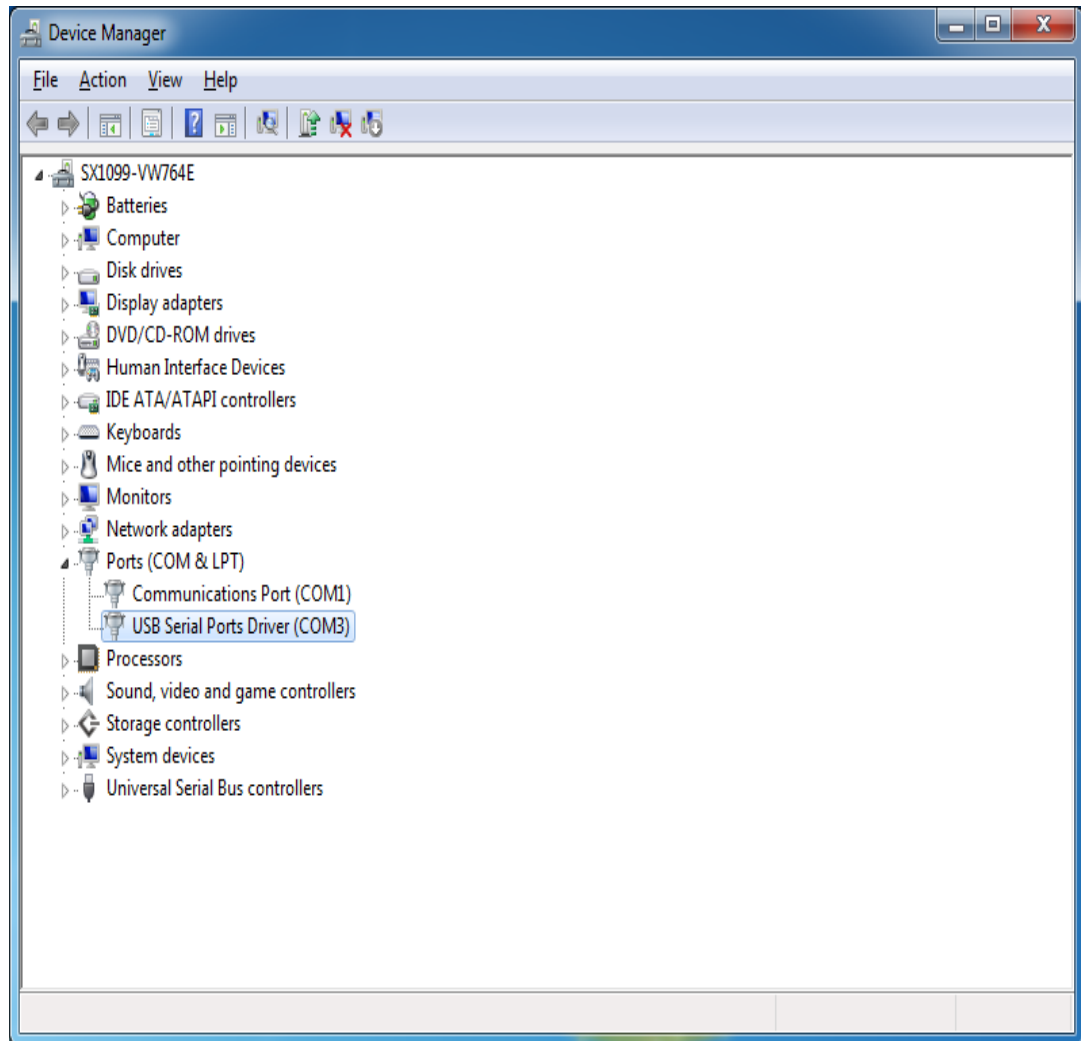 Device Manager
X
File Action View Help
?
SX1099-VW764E
Batteries
Computer
Disk drives
Display adapters
DVD/CD-ROM drives
Human Interface Devices
IDE ATA/ATAPI controllers
Keyboards
Mice and other pointing devices
Monitors
Network adapters
Ports (COM & LPT)
Communications Port (COM1)
USB Serial Ports Driver (COM3)
Processors
Sound, video and game controllers
Storage controllers
System devices
Universal Serial Bus controllers